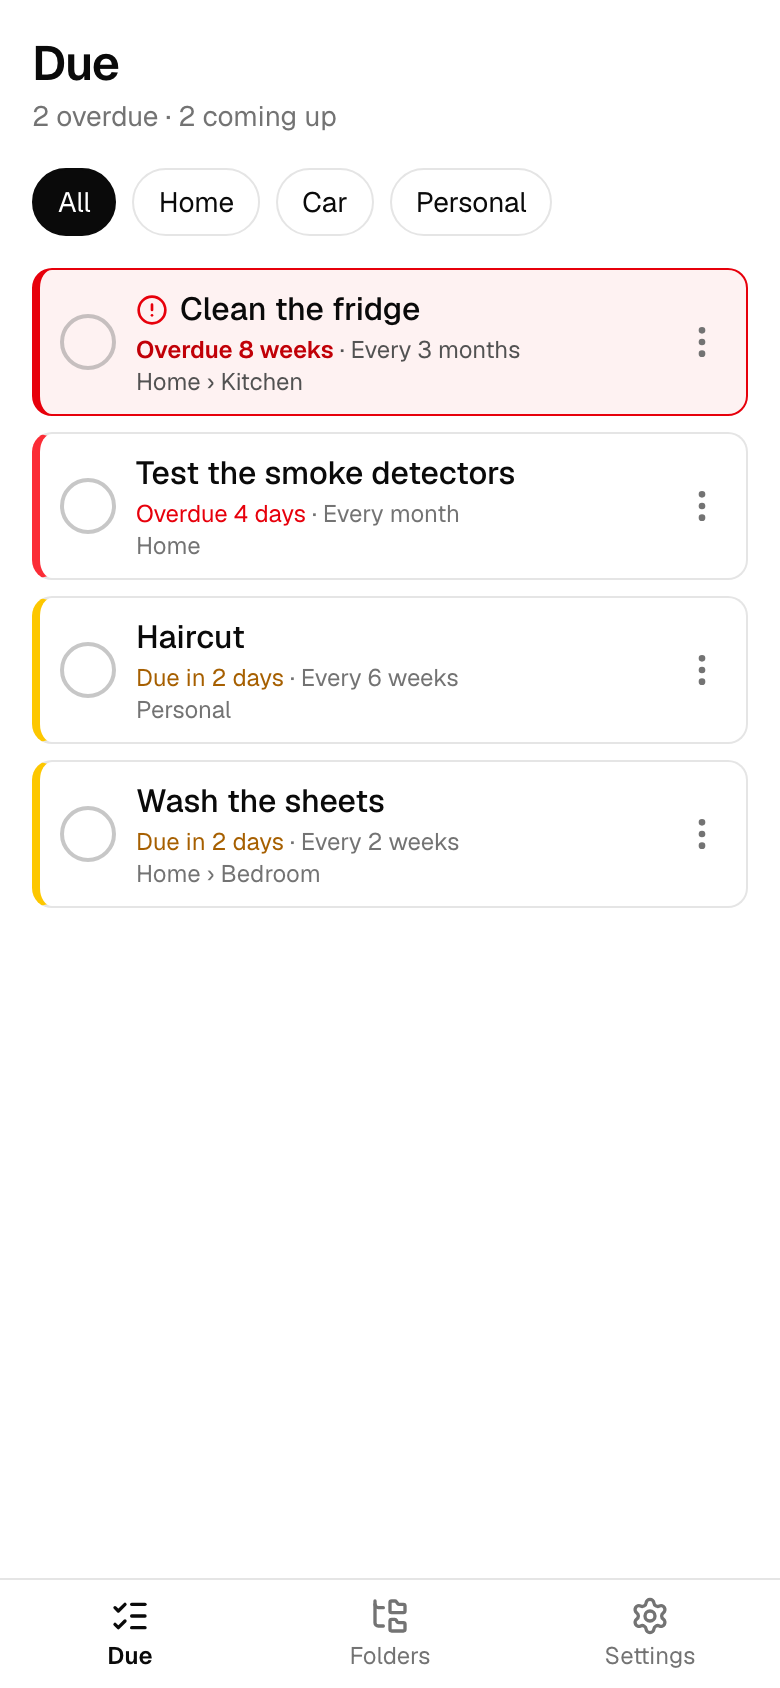 Due
2 overdue · 2 coming up
All
Home
Car
Personal
Clean the fridge
Overdue 8 weeks · Every 3 months
Home › Kitchen
Test the smoke detectors
Overdue 4 days · Every month
Home
Haircut
Due in 2 days · Every 6 weeks
Personal
Wash the sheets
Due in 2 days · Every 2 weeks
Home › Bedroom
Due
Folders
Settings